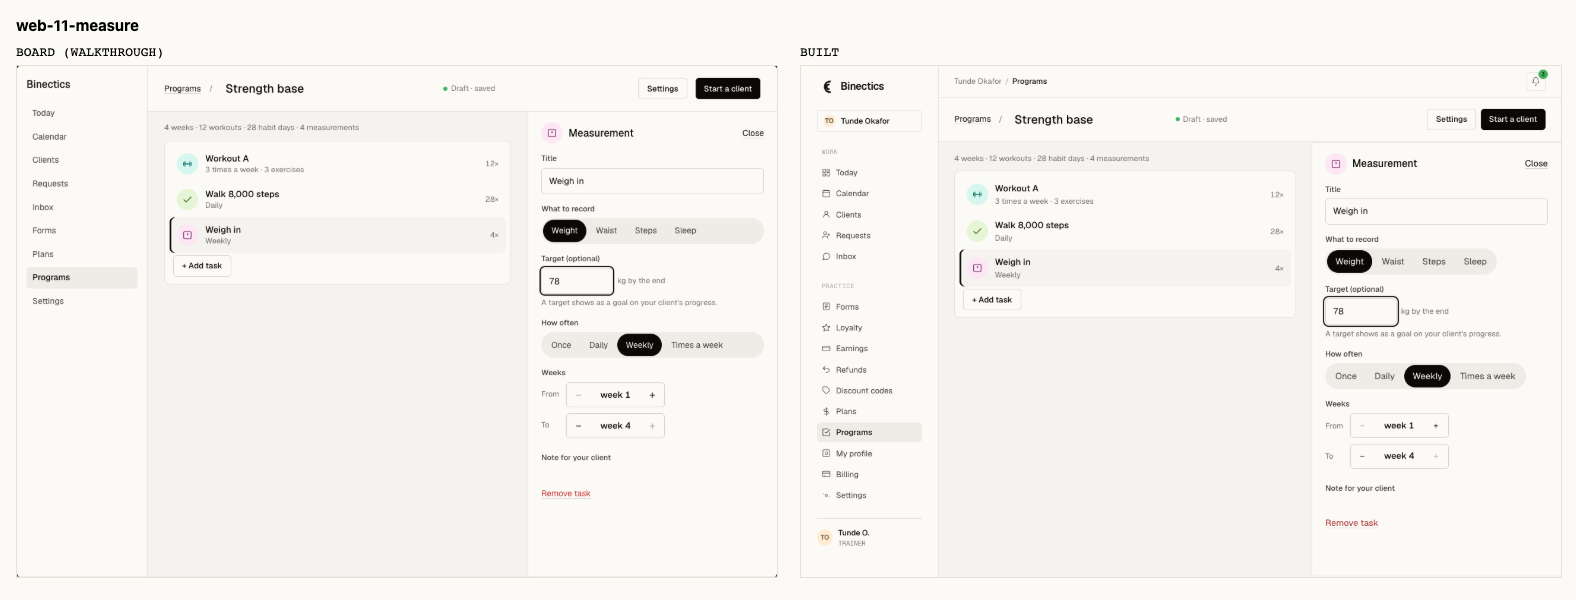 web-11-measure
BOARD (WALKTHROUGH)
Binectics
Today
Calendar
Clients
Requests
Inbox
Forms
Plans
Programs
Settings
Programs / Strength base
Draft · saved
Settings
Start a client
4 weeks · 12 workouts · 28 habit days · 4 measurements
Workout A
3 times a week · 3 exercises
12×
Walk 8,000 steps
Daily
28×
Weigh in
Weekly
4×
+ Add task
Measurement
Close
Title
Weigh in
What to record
Weight Waist Steps Sleep
Target (optional)
78 kg by the end
A target shows as a goal on your client's progress.
How often
Once Daily Weekly Times a week
Weeks
From − week 1 +
To − week 4 +
Note for your client
Remove task
BUILT
Binectics
TO Tunde Okafor
WORK
Today
Calendar
Clients
Requests
Inbox
PRACTICE
Forms
Loyalty
Earnings
Refunds
Discount codes
Plans
Programs
My profile
Billing
Settings
TO Tunde O.
TRAINER
Tunde Okafor / Programs
3
Programs / Strength base
Draft · saved
Settings
Start a client
4 weeks · 12 workouts · 28 habit days · 4 measurements
Workout A
3 times a week · 3 exercises
12×
Walk 8,000 steps
Daily
28×
Weigh in
Weekly
4×
+ Add task
Measurement
Close
Title
Weigh in
What to record
Weight Waist Steps Sleep
Target (optional)
78 kg by the end
A target shows as a goal on your client's progress.
How often
Once Daily Weekly Times a week
Weeks
From − week 1 +
To − week 4 +
Note for your client
Remove task